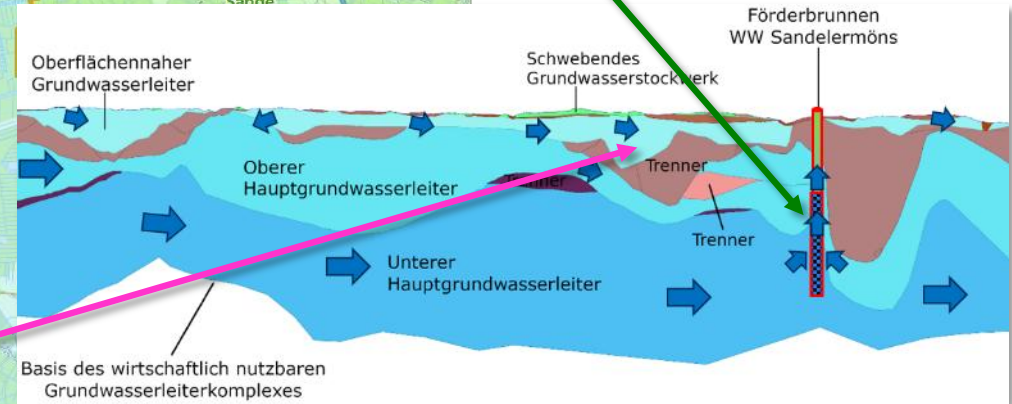 Sande
Förderbrunnen
WW Sandelermöns
Oberflächennaher
Grundwasserleiter
Schwebendes
Grundwasserstockwerk
Oberer
Hauptgrundwasserleiter
Trenner
Trenner
Trenner
Unterer
Hauptgrundwasserleiter
Basis des wirtschaftlich nutzbaren
Grundwasserleiterkomplexes